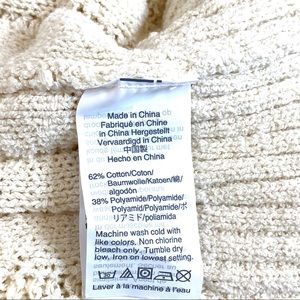 Made in China
Fabriqué en Chine
in China Hergestellt
Vervaardigd in China
中国製
Hecho en China
62% Cotton/Coton/
Baumwolle/Katoen/綿/
algodón
38% Polyamide/Polyamide/
Polyamid/Polyamide/ポ
リアミド/poliamida
Machine wash cold with
like colors. Non chlorine
bleach only. Tumble dry
low. Iron on lowest setting.
Laver à la machine à l'eau